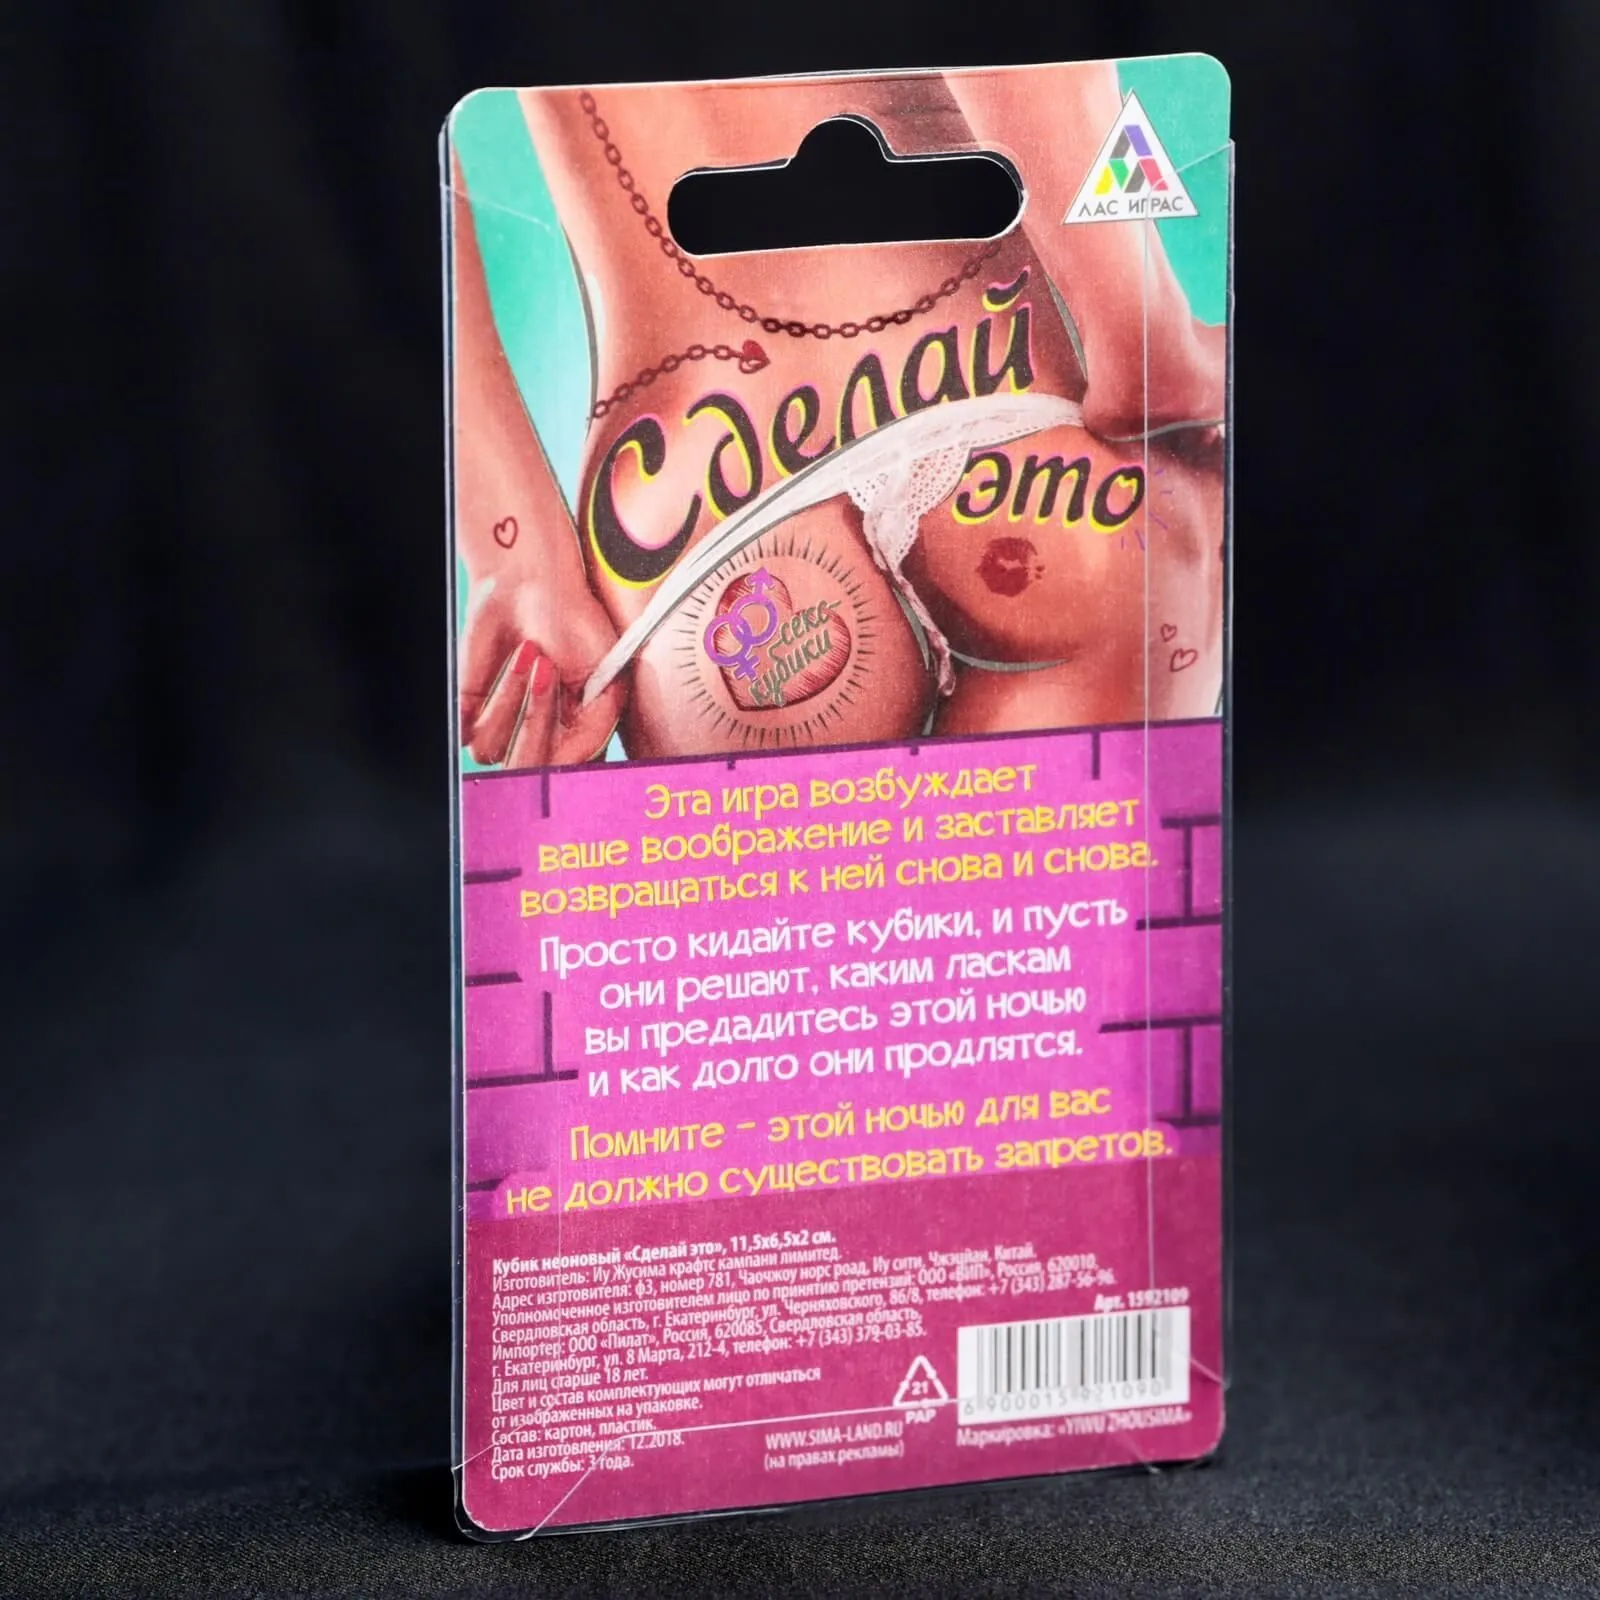 ЛАС ИГРАС
Сделай
это
секс-
кубики
Эта игра возбуждает
ваше воображение и заставляет
возвращаться к ней снова и снова.
Просто кидайте кубики, и пусть
они решают, каким ласкам
вы предадитесь этой ночью
и как долго они продлятся.
Помните – этой ночью для вас
не должно существовать запретов.
Кубик неоновый «Сделай это», 11,5х6,5х2 см.
Изготовитель: Иу Жусима крафтс кампани лимитед.
Адрес изготовителя: ф3, номер 781, Чаочжоу норс роад, Иу сити, Чжэцзян, Китай.
Уполномоченное изготовителем лицо по принятию претензий: ООО «ВИП», Россия, 620010,
Свердловская область, г. Екатеринбург, ул. Черняховского, 86/8, телефон: +7 (343) 287-56-96.
Импортер: ООО «Пилат», Россия, 620085, Свердловская область,
г. Екатеринбург, ул. 8 Марта, 212-4, телефон: +7 (343) 379-03-85.
Для лиц старше 18 лет.
Цвет и состав комплектующих могут отличаться
от изображенных на упаковке.
Состав: картон, пластик.
Дата изготовления: 12.2018.
Срок службы: 3 года.
WWW.SIMA-LAND.RU
(на правах рекламы)
21
PAP
Арт. 1592109
6 900015 921090
Маркировка: «YIWU ZHOUSIMA»